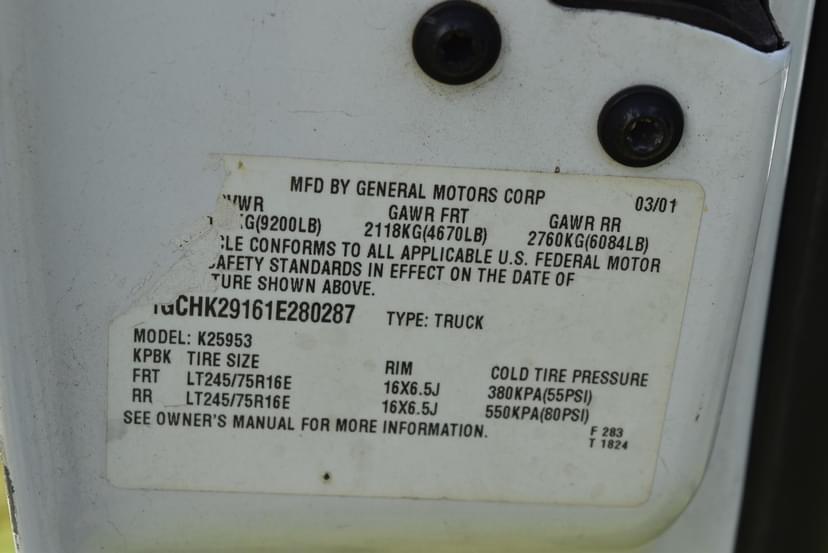 MFD BY GENERAL MOTORS CORP 03/01
VWR GAWR FRT GAWR RR
KG(9200LB) 2118KG(4670LB) 2760KG(6084LB)
CLE CONFORMS TO ALL APPLICABLE U.S. FEDERAL MOTOR
SAFETY STANDARDS IN EFFECT ON THE DATE OF
TURE SHOWN ABOVE.
1GCHK29161E280287 TYPE: TRUCK
MODEL: K25953
KPBK TIRE SIZE RIM COLD TIRE PRESSURE
FRT LT245/75R16E 16X6.5J 380KPA(55PSI)
RR LT245/75R16E 16X6.5J 550KPA(80PSI)
SEE OWNER'S MANUAL FOR MORE INFORMATION.
F 283
T 1824